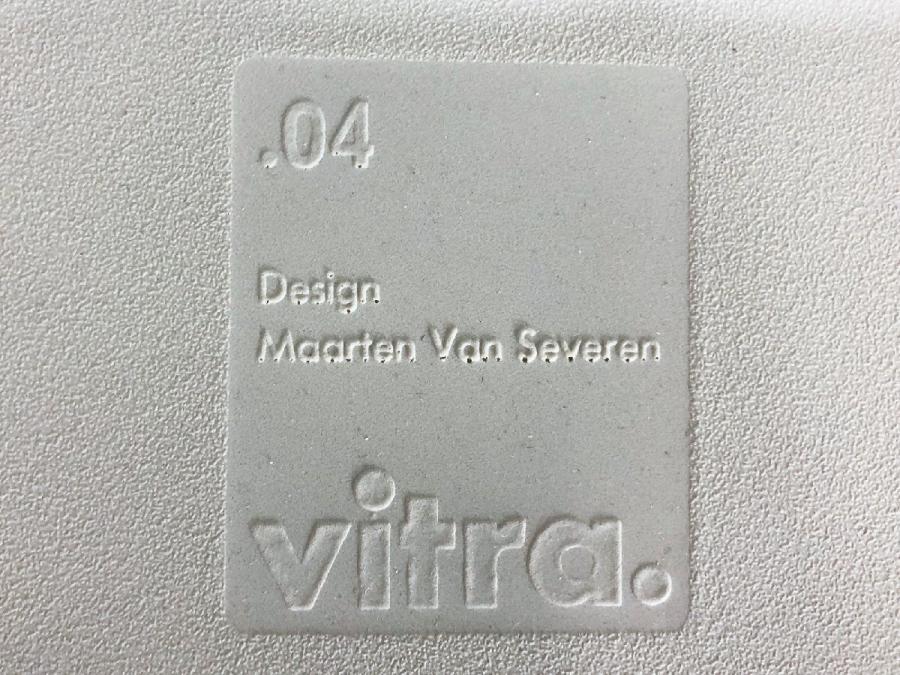 .04
Design
Maarten Van Severen
vitra.